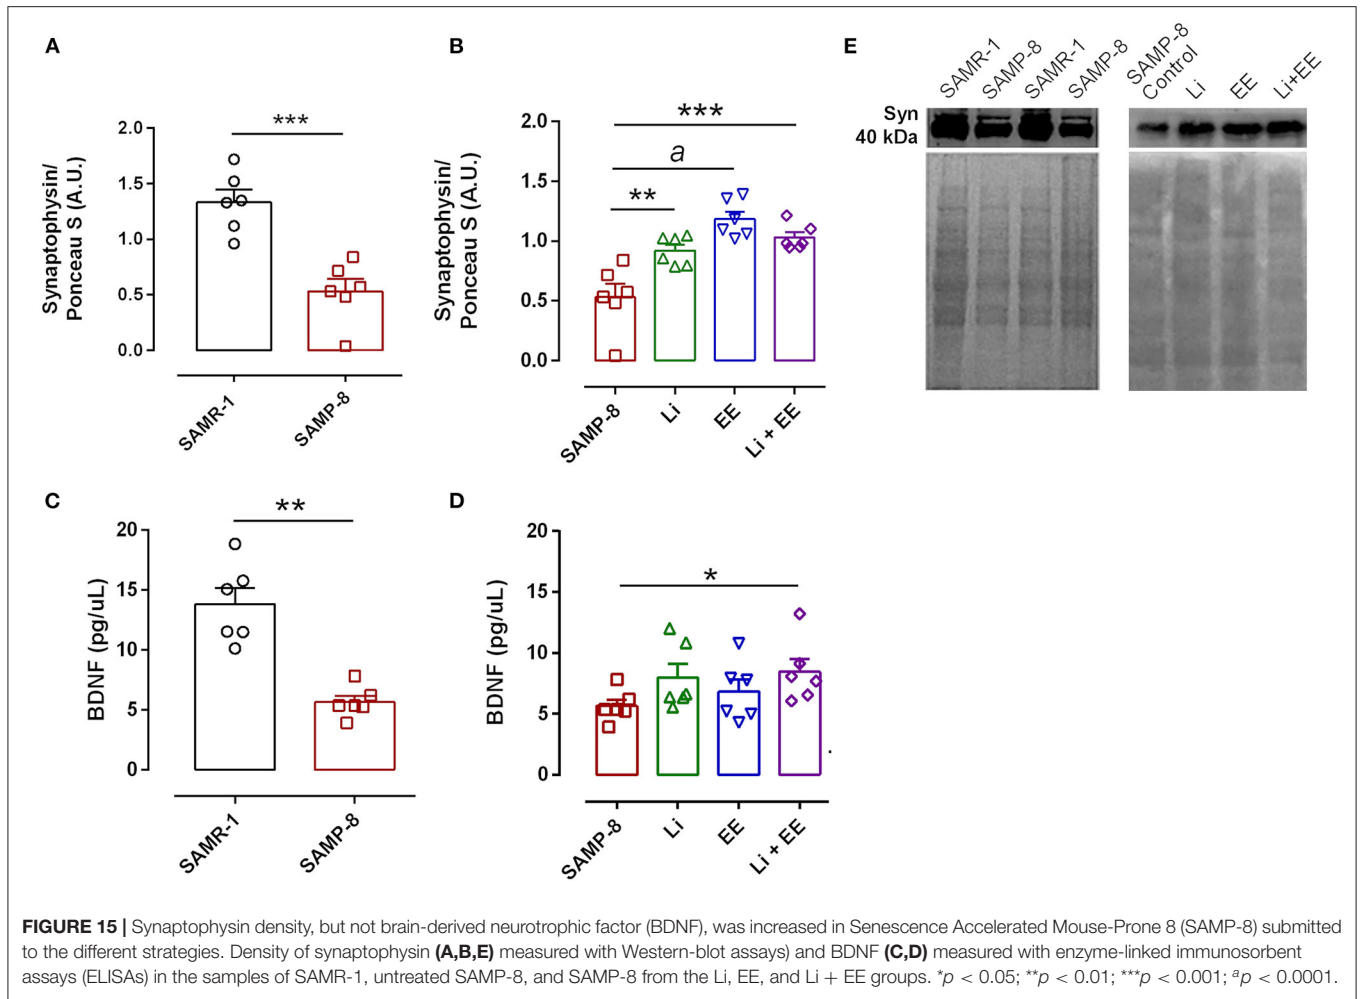 A
Synaptophysin/
Ponceau S (A.U.)
2.0
1.5
1.0
0.5
0.0
***
SAMR-1
SAMP-8
B
Synaptophysin/
Ponceau S (A.U.)
2.0
1.5
1.0
0.5
0.0
***
a
**
SAMP-8
Li
EE
Li + EE
E
SAMR-1
SAMP-8
SAMR-1
SAMP-8
SAMP-8
Control
Li
EE
Li+EE
Syn
40 kDa
C
BDNF (pg/uL)
20
15
10
5
0
**
SAMR-1
SAMP-8
D
BDNF (pg/uL)
20
15
10
5
0
*
SAMP-8
Li
EE
Li + EE
FIGURE 15 | Synaptophysin density, but not brain-derived neurotrophic factor (BDNF), was increased in Senescence Accelerated Mouse-Prone 8 (SAMP-8) submitted
to the different strategies. Density of synaptophysin (A,B,E) measured with Western-blot assays) and BDNF (C,D) measured with enzyme-linked immunosorbent
assays (ELISAs) in the samples of SAMR-1, untreated SAMP-8, and SAMP-8 from the Li, EE, and Li + EE groups. *p < 0.05; **p < 0.01; ***p < 0.001; ap < 0.0001.